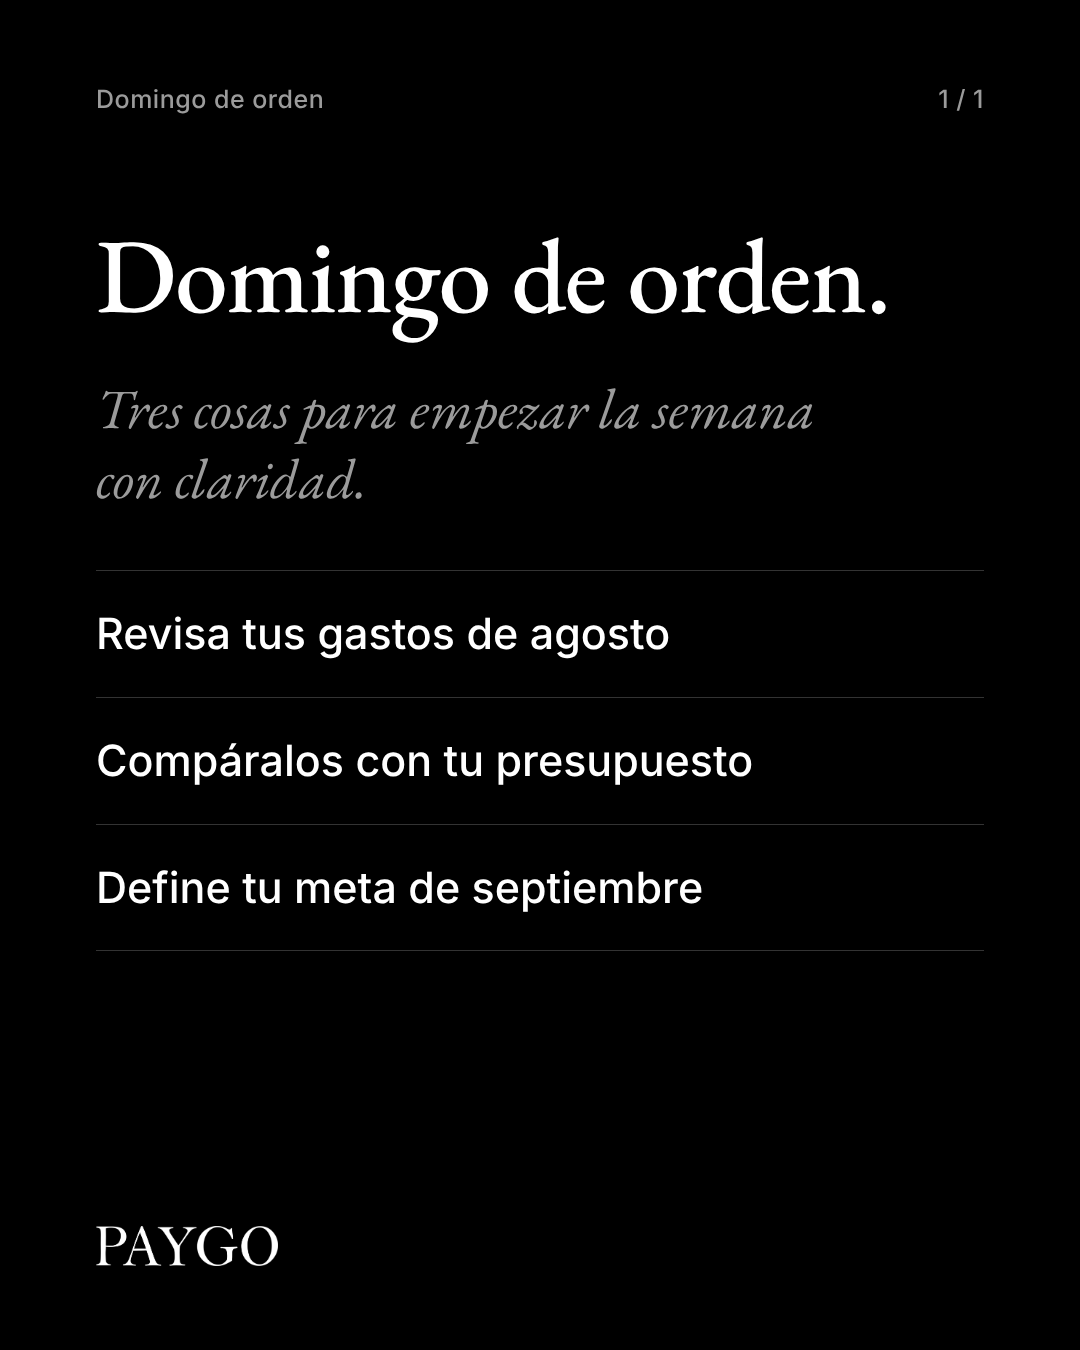 Domingo de orden
1 / 1
Domingo de orden.
Tres cosas para empezar la semana
con claridad.
Revisa tus gastos de agosto
Compáralos con tu presupuesto
Define tu meta de septiembre
PAYGO